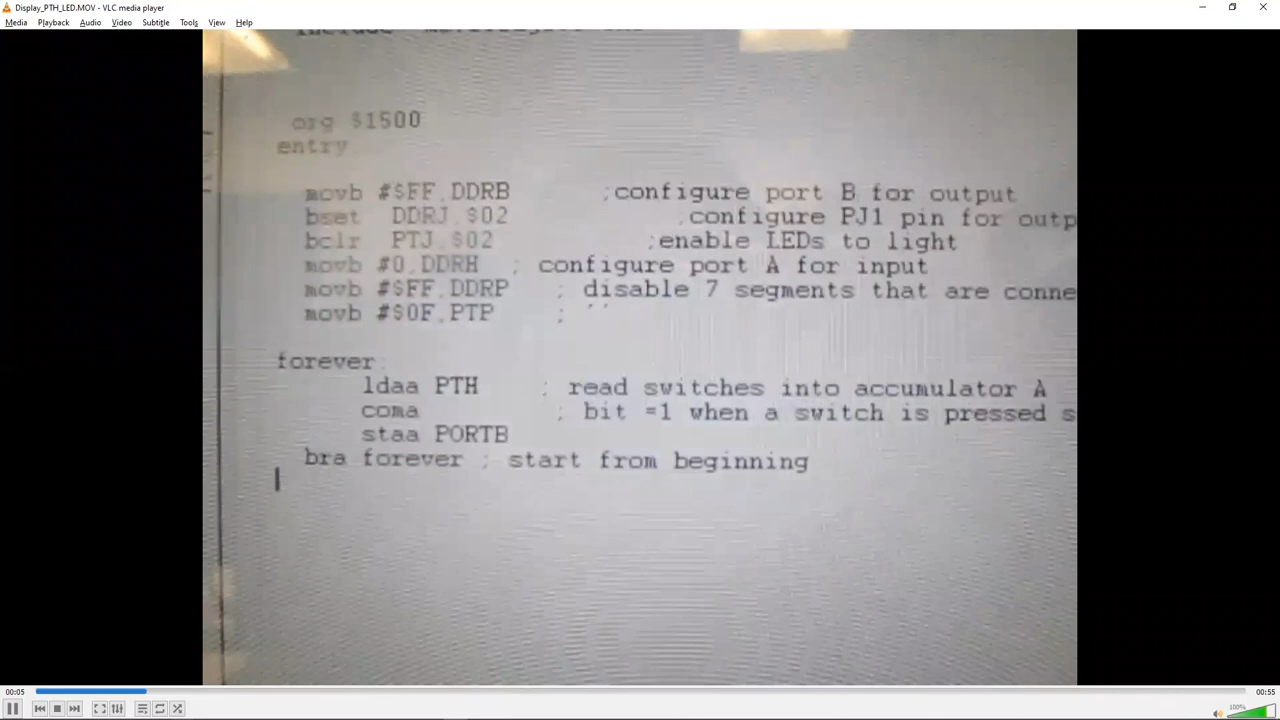 Display_PTH_LED.MOV - VLC media player
Media Playback Audio Video Subtitle Tools View Help
org $1500
entry
movb #$FF,DDRB ;configure port B for output
bset DDRJ,$02 ;configure PJ1 pin for outp
bclr PTJ,$02 ;enable LEDs to light
movb #0,DDRH ; configure port A for input
movb #$FF,DDRP ; disable 7 segments that are conne
movb #$0F,PTP ; ´´
forever:
ldaa PTH ; read switches into accumulator A
coma ; bit =1 when a switch is pressed s
staa PORTB
bra forever ; start from beginning
00:05 00:55
100%